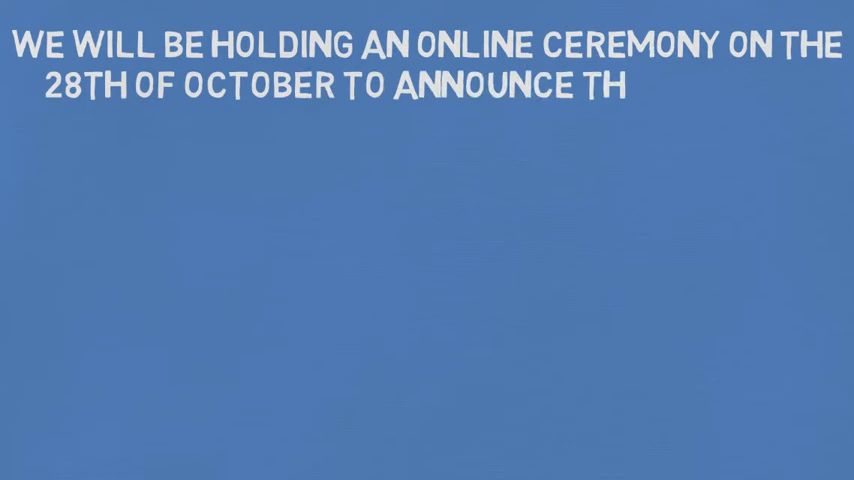 WE WILL BE HOLDING AN ONLINE CEREMONY ON THE
28TH OF OCTOBER TO ANNOUNCE TH